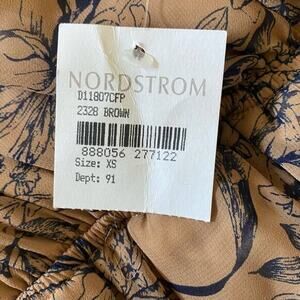 NORDSTROM
D11807CFP
2328 BROWN
888056 277122
Size: XS
Dept: 91